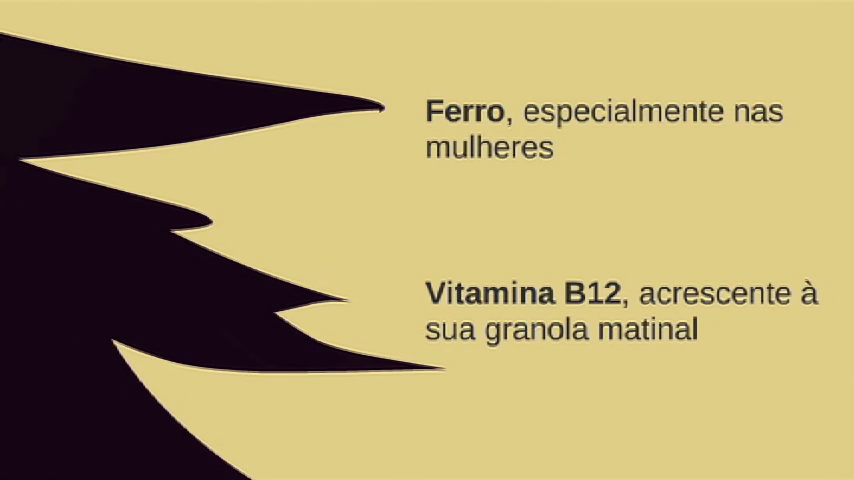 Ferro, especialmente nas
mulheres
Vitamina B12, acrescente à
sua granola matinal